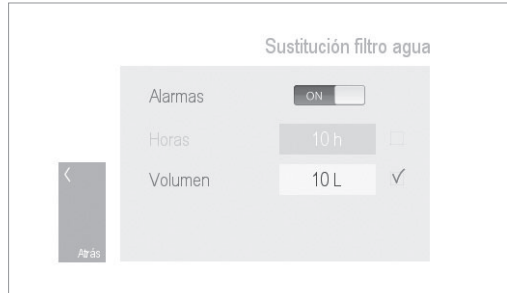 Sustitución filtro agua
Alarmas ON
Horas 10 h
Volumen 10 L
Atrás